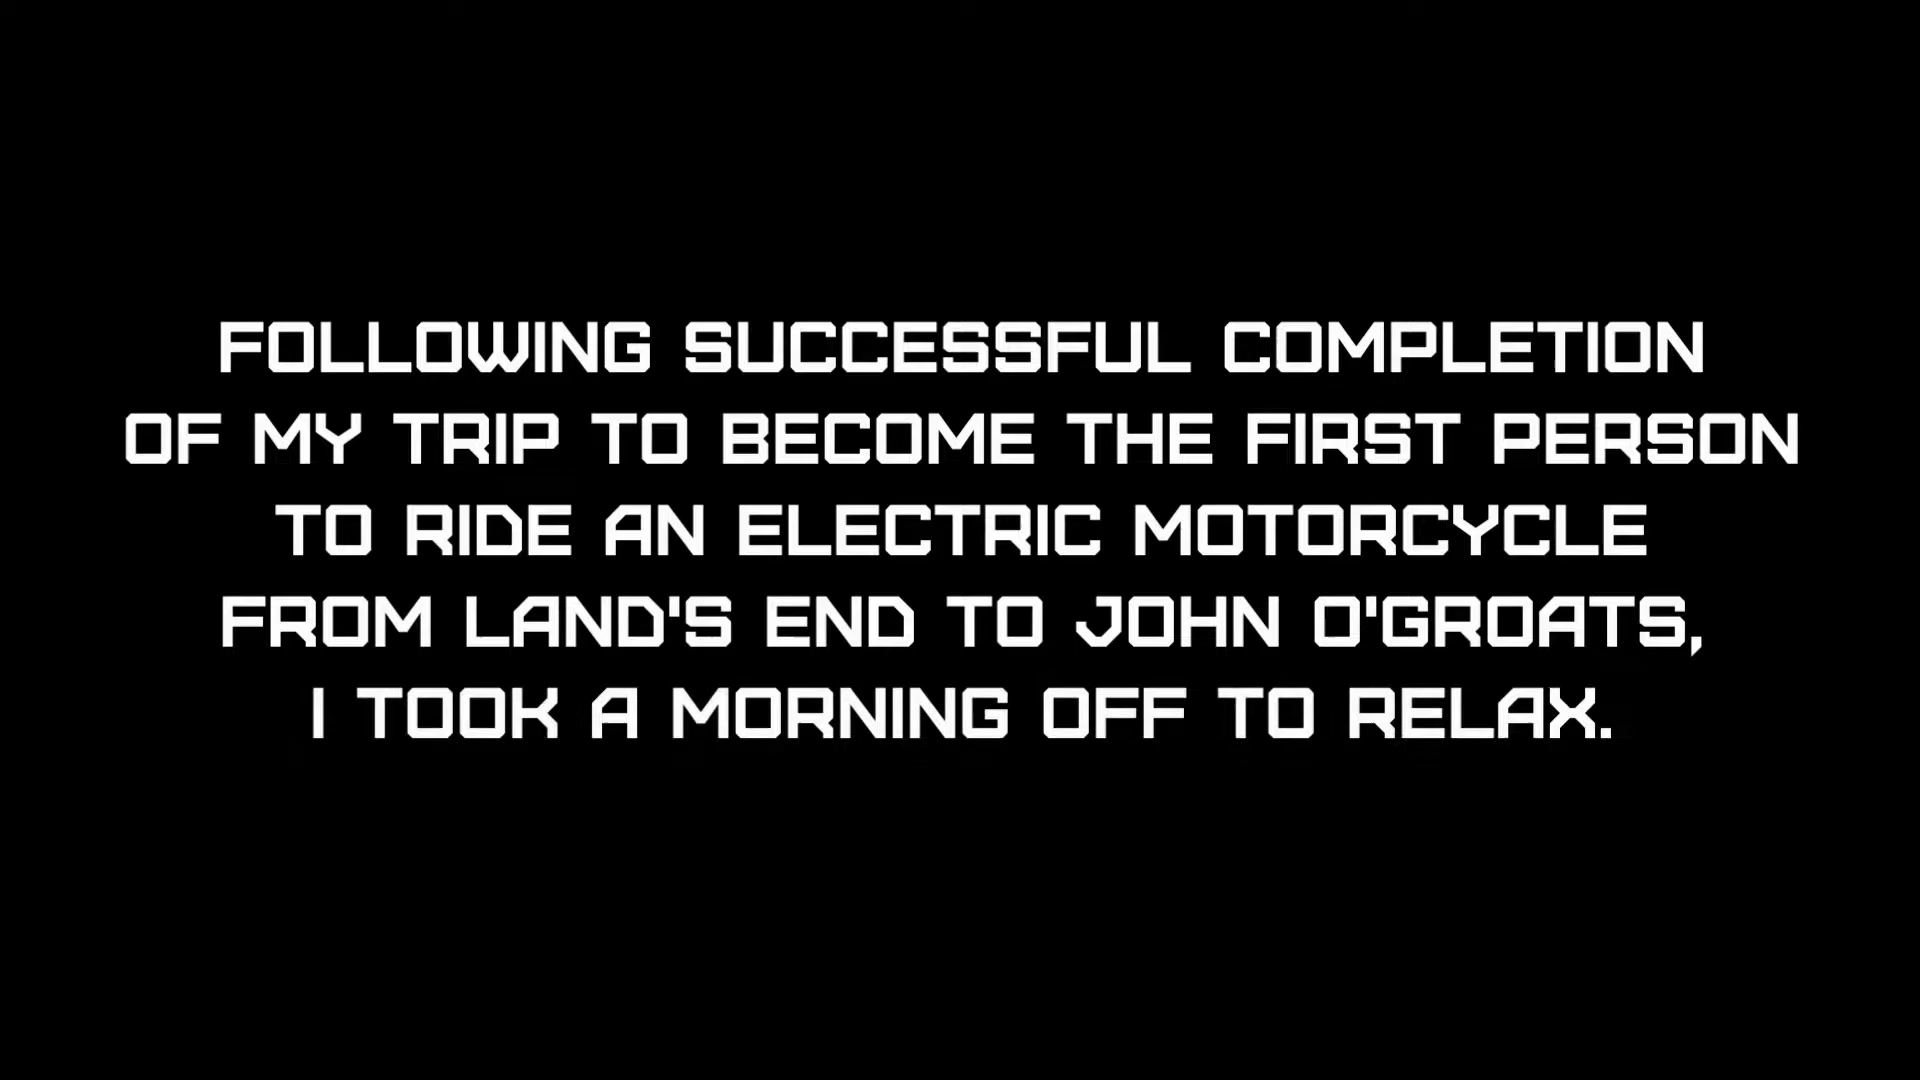 FOLLOWING SUCCESSFUL COMPLETION
OF MY TRIP TO BECOME THE FIRST PERSON
TO RIDE AN ELECTRIC MOTORCYCLE
FROM LAND'S END TO JOHN O'GROATS,
I TOOK A MORNING OFF TO RELAX.